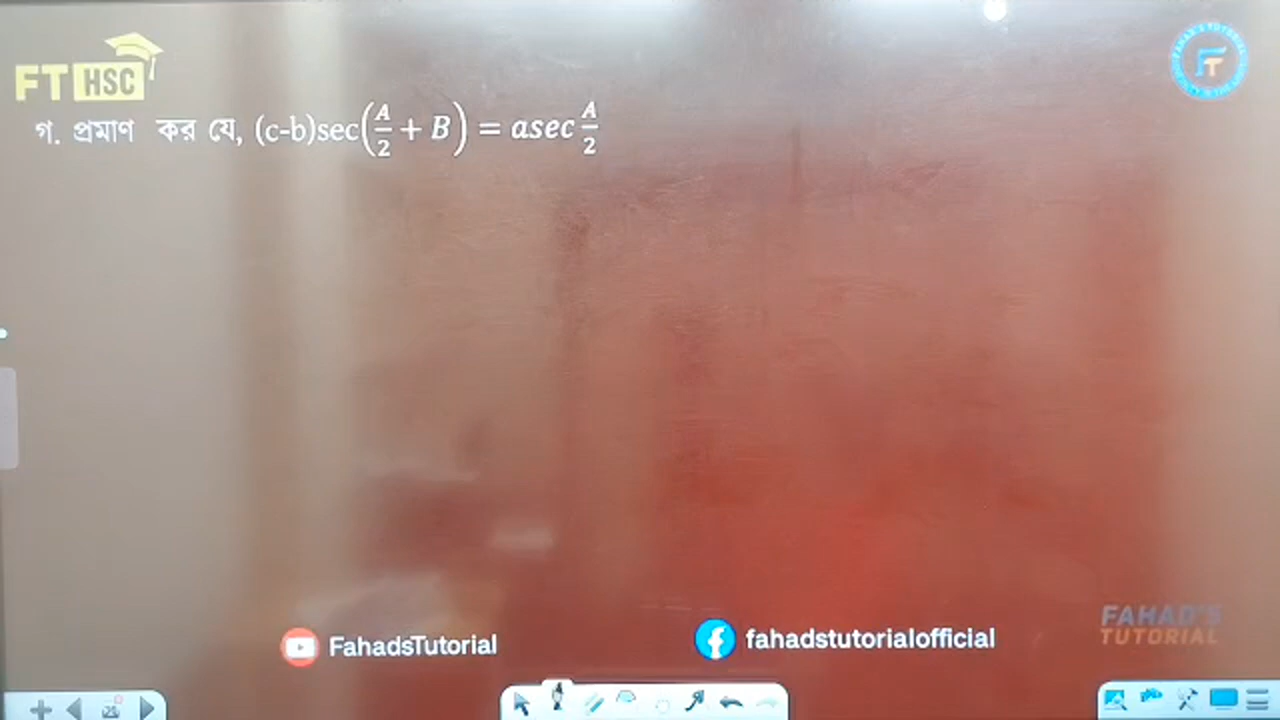 FT HSC
গ. প্রমাণ কর যে, (c-b)sec(A/2 + B) = asec A/2
FahadsTutorial
fahadstutorialofficial
FAHAD'S
TUTORIAL